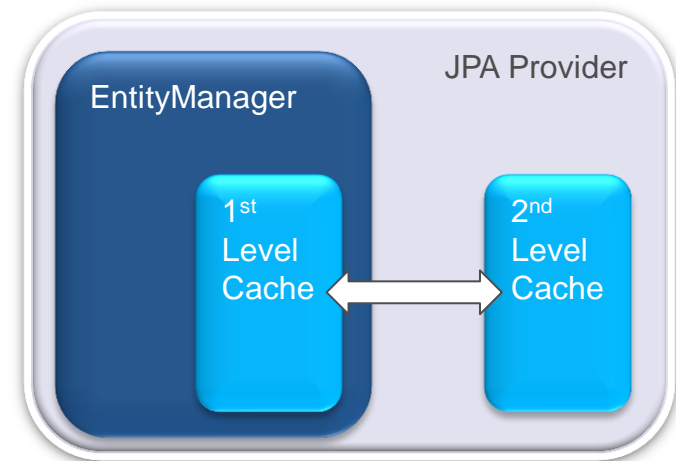 JPA Provider
EntityManager
1st
Level
Cache
2nd
Level
Cache